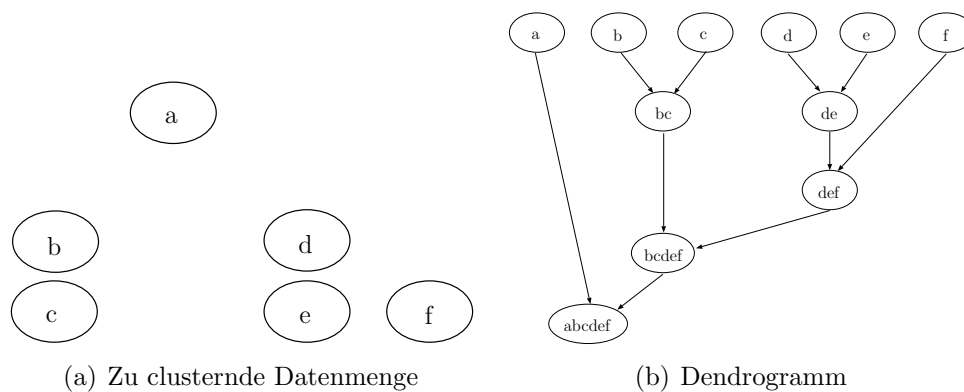 a
b
d
c
e
f
(a) Zu clusternde Datenmenge
a
b
c
d
e
f
bc
de
def
bcdef
abcdef
(b) Dendrogramm